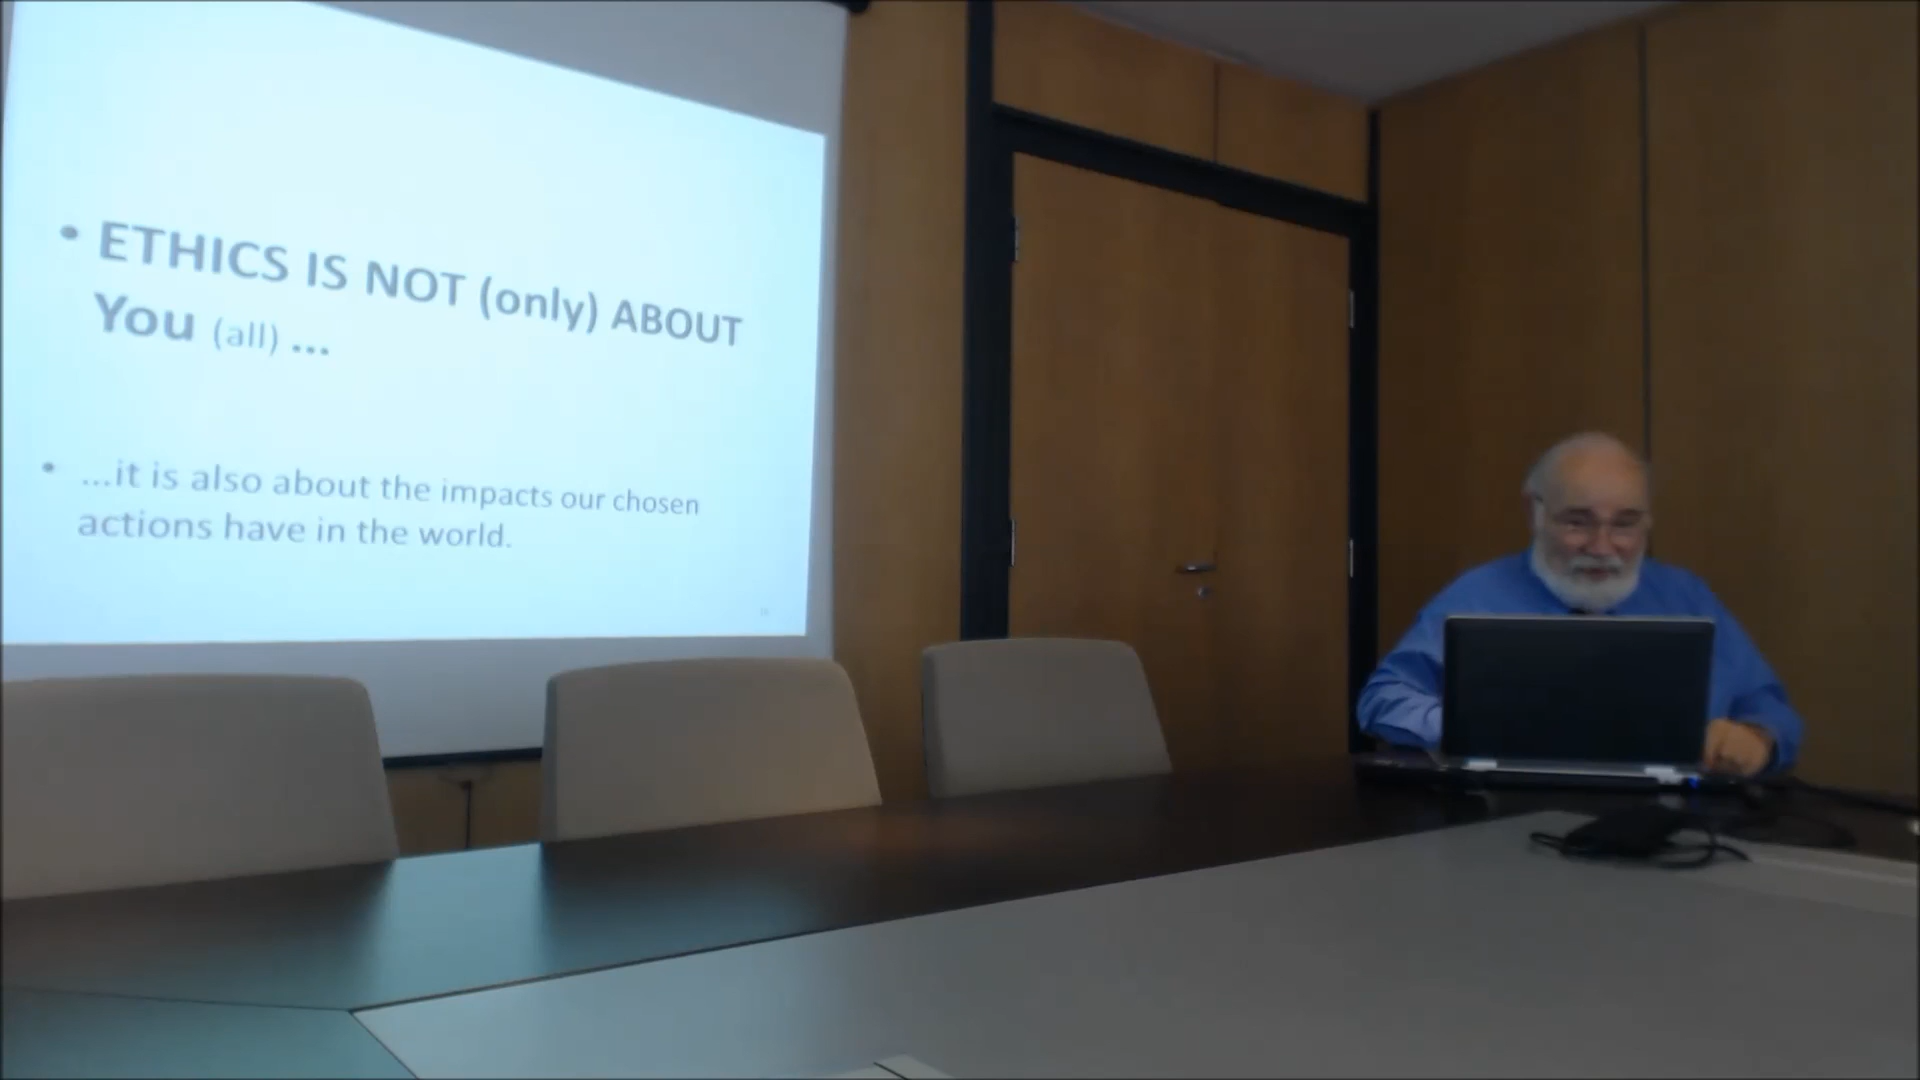 • ETHICS IS NOT (only) ABOUT
You (all) ...
• ...it is also about the impacts our chosen
actions have in the world.